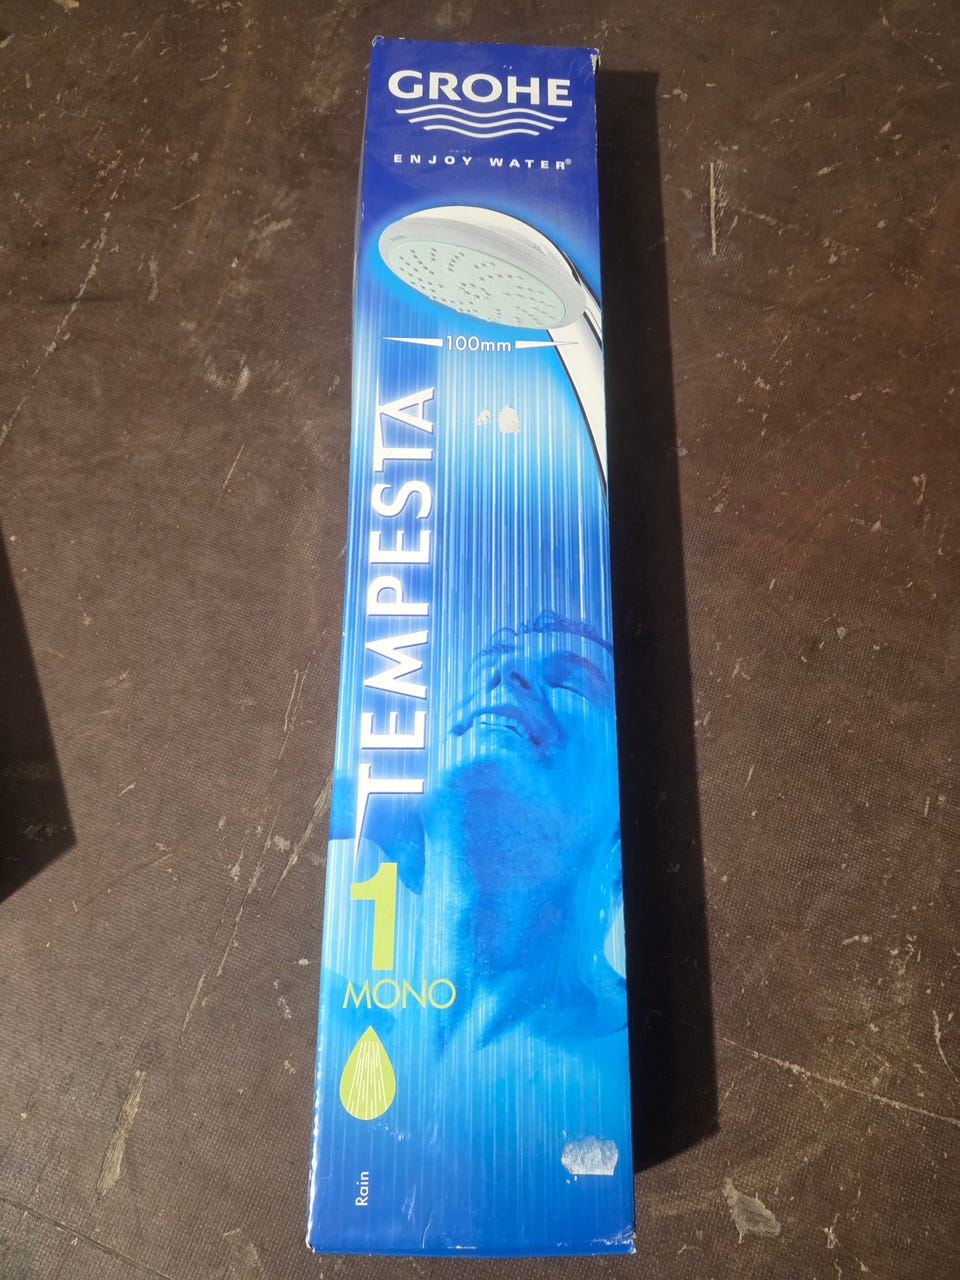 GROHE
ENJOY WATER®
100mm
TEMPESTA
1
MONO
Rain